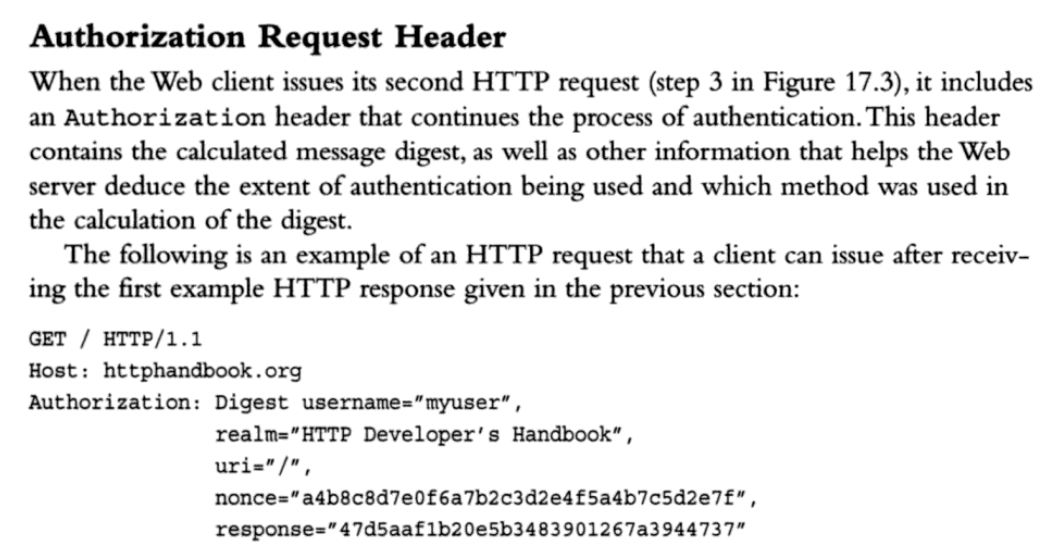 Authorization Request Header
When the Web client issues its second HTTP request (step 3 in Figure 17.3), it includes
an Authorization header that continues the process of authentication. This header
contains the calculated message digest, as well as other information that helps the Web
server deduce the extent of authentication being used and which method was used in
the calculation of the digest.
The following is an example of an HTTP request that a client can issue after receiv-
ing the first example HTTP response given in the previous section:
GET / HTTP/1.1
Host: httphandbook.org
Authorization: Digest username="myuser",
realm="HTTP Developer's Handbook",
uri="/",
nonce="a4b8c8d7e0f6a7b2c3d2e4f5a4b7c5d2e7f",
response="47d5aaf1b20e5b3483901267a3944737"